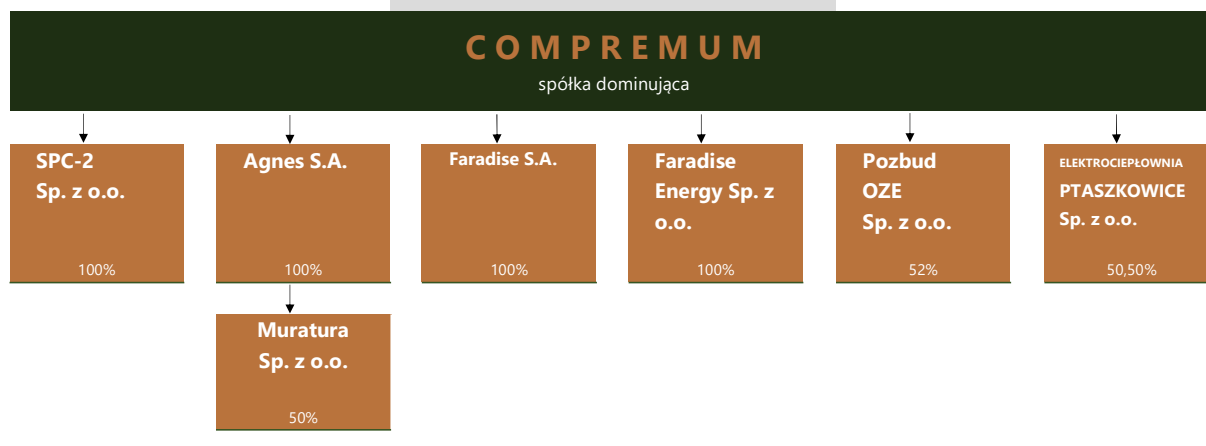 COMPREMUM
spółka dominująca
SPC-2
Sp. z o.o.
100%
Agnes S.A.
100%
Faradise S.A.
100%
Faradise
Energy Sp. z
o.o.
100%
Pozbud
OZE
Sp. z o.o.
52%
ELEKTROCIEPŁOWNIA
PTASZKOWICE
Sp. z o.o.
50,50%
Muratura
Sp. z o.o.
50%